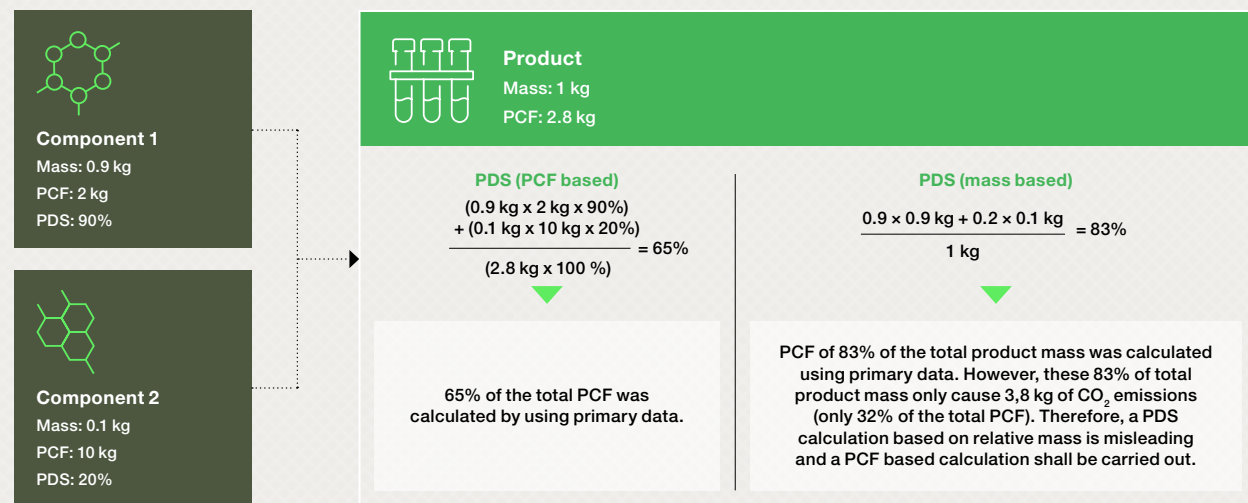 Component 1
Mass: 0.9 kg
PCF: 2 kg
PDS: 90%
Component 2
Mass: 0.1 kg
PCF: 10 kg
PDS: 20%
Product
Mass: 1 kg
PCF: 2.8 kg
PDS (PCF based)
(0.9 kg x 2 kg x 90%)
+ (0.1 kg x 10 kg x 20%)
= 65%
(2.8 kg x 100 %)
65% of the total PCF was
calculated by using primary data.
PDS (mass based)
0.9 × 0.9 kg + 0.2 × 0.1 kg
= 83%
1 kg
PCF of 83% of the total product mass was calculated
using primary data. However, these 83% of total
product mass only cause 3,8 kg of CO₂ emissions
(only 32% of the total PCF). Therefore, a PDS
calculation based on relative mass is misleading
and a PCF based calculation shall be carried out.